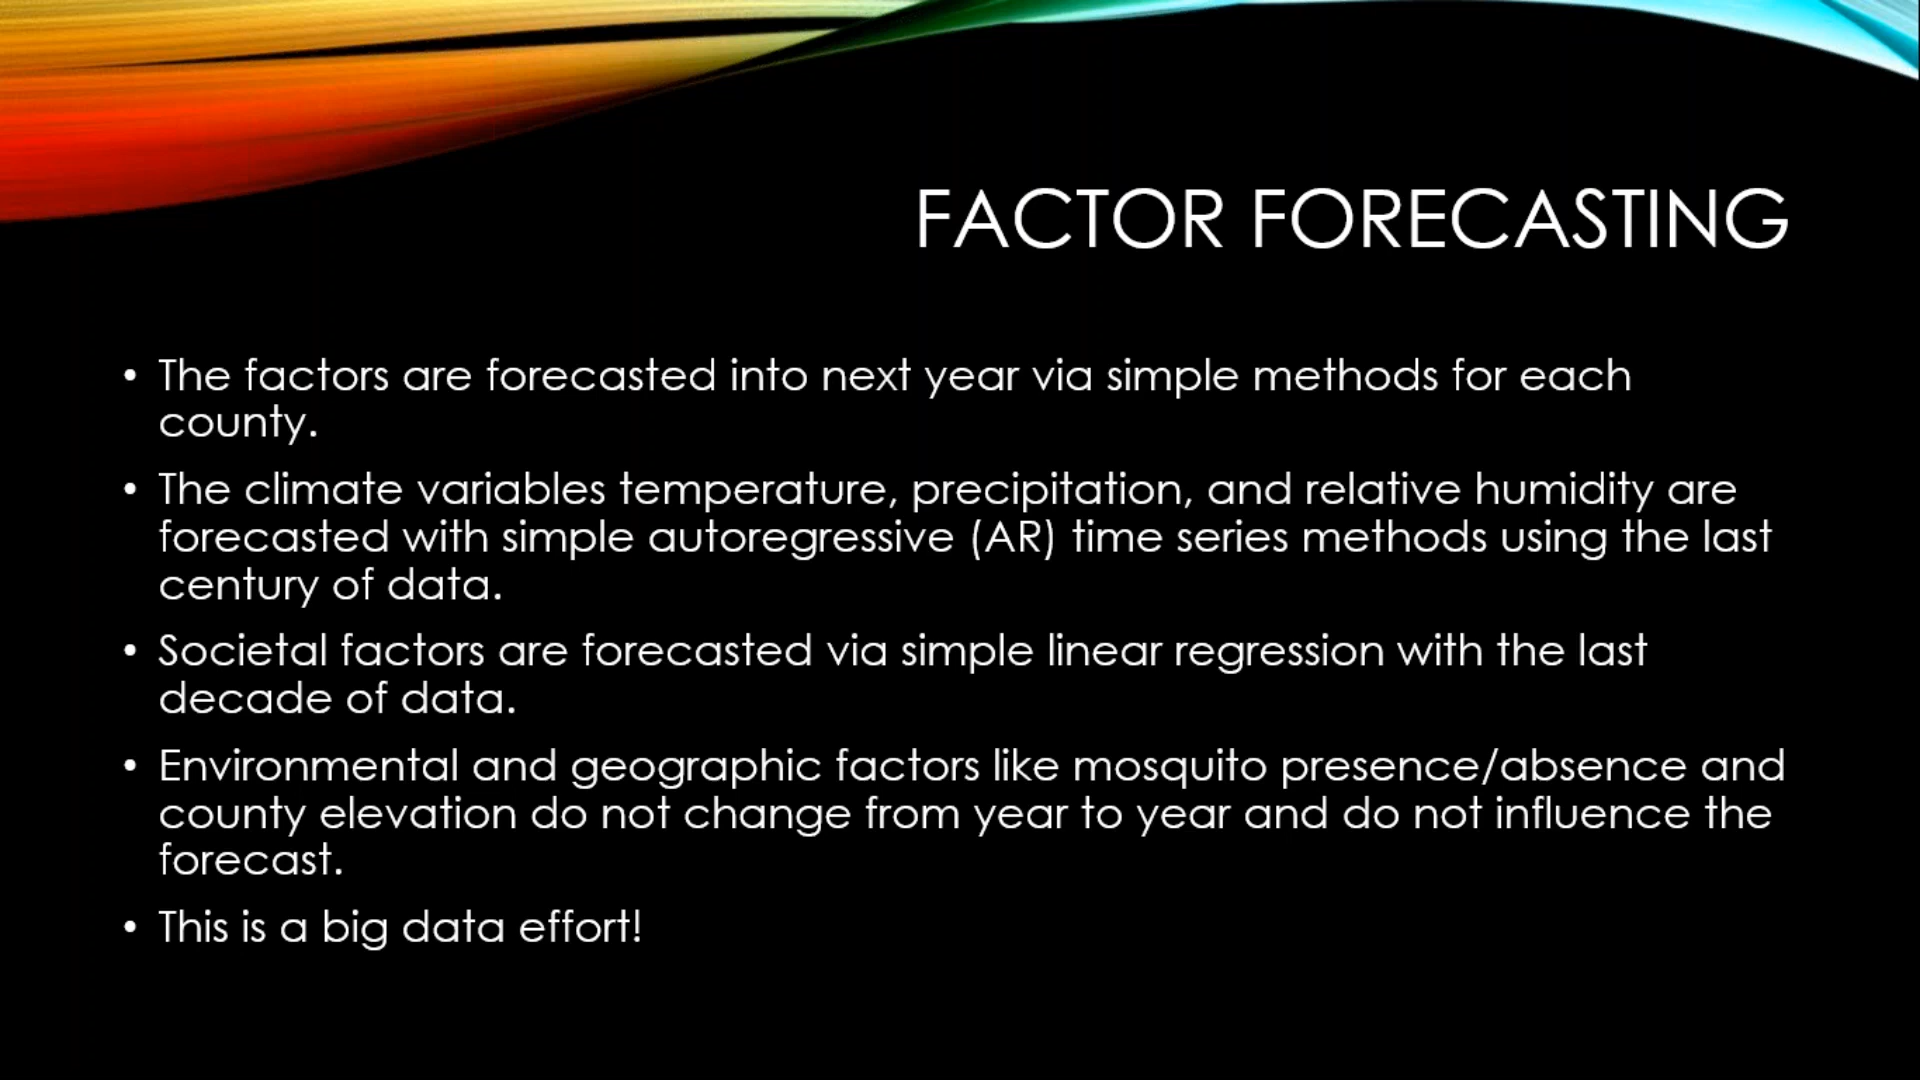 FACTOR FORECASTING
• The factors are forecasted into next year via simple methods for each
county.
• The climate variables temperature, precipitation, and relative humidity are
forecasted with simple autoregressive (AR) time series methods using the last
century of data.
• Societal factors are forecasted via simple linear regression with the last
decade of data.
• Environmental and geographic factors like mosquito presence/absence and
county elevation do not change from year to year and do not influence the
forecast.
• This is a big data effort!